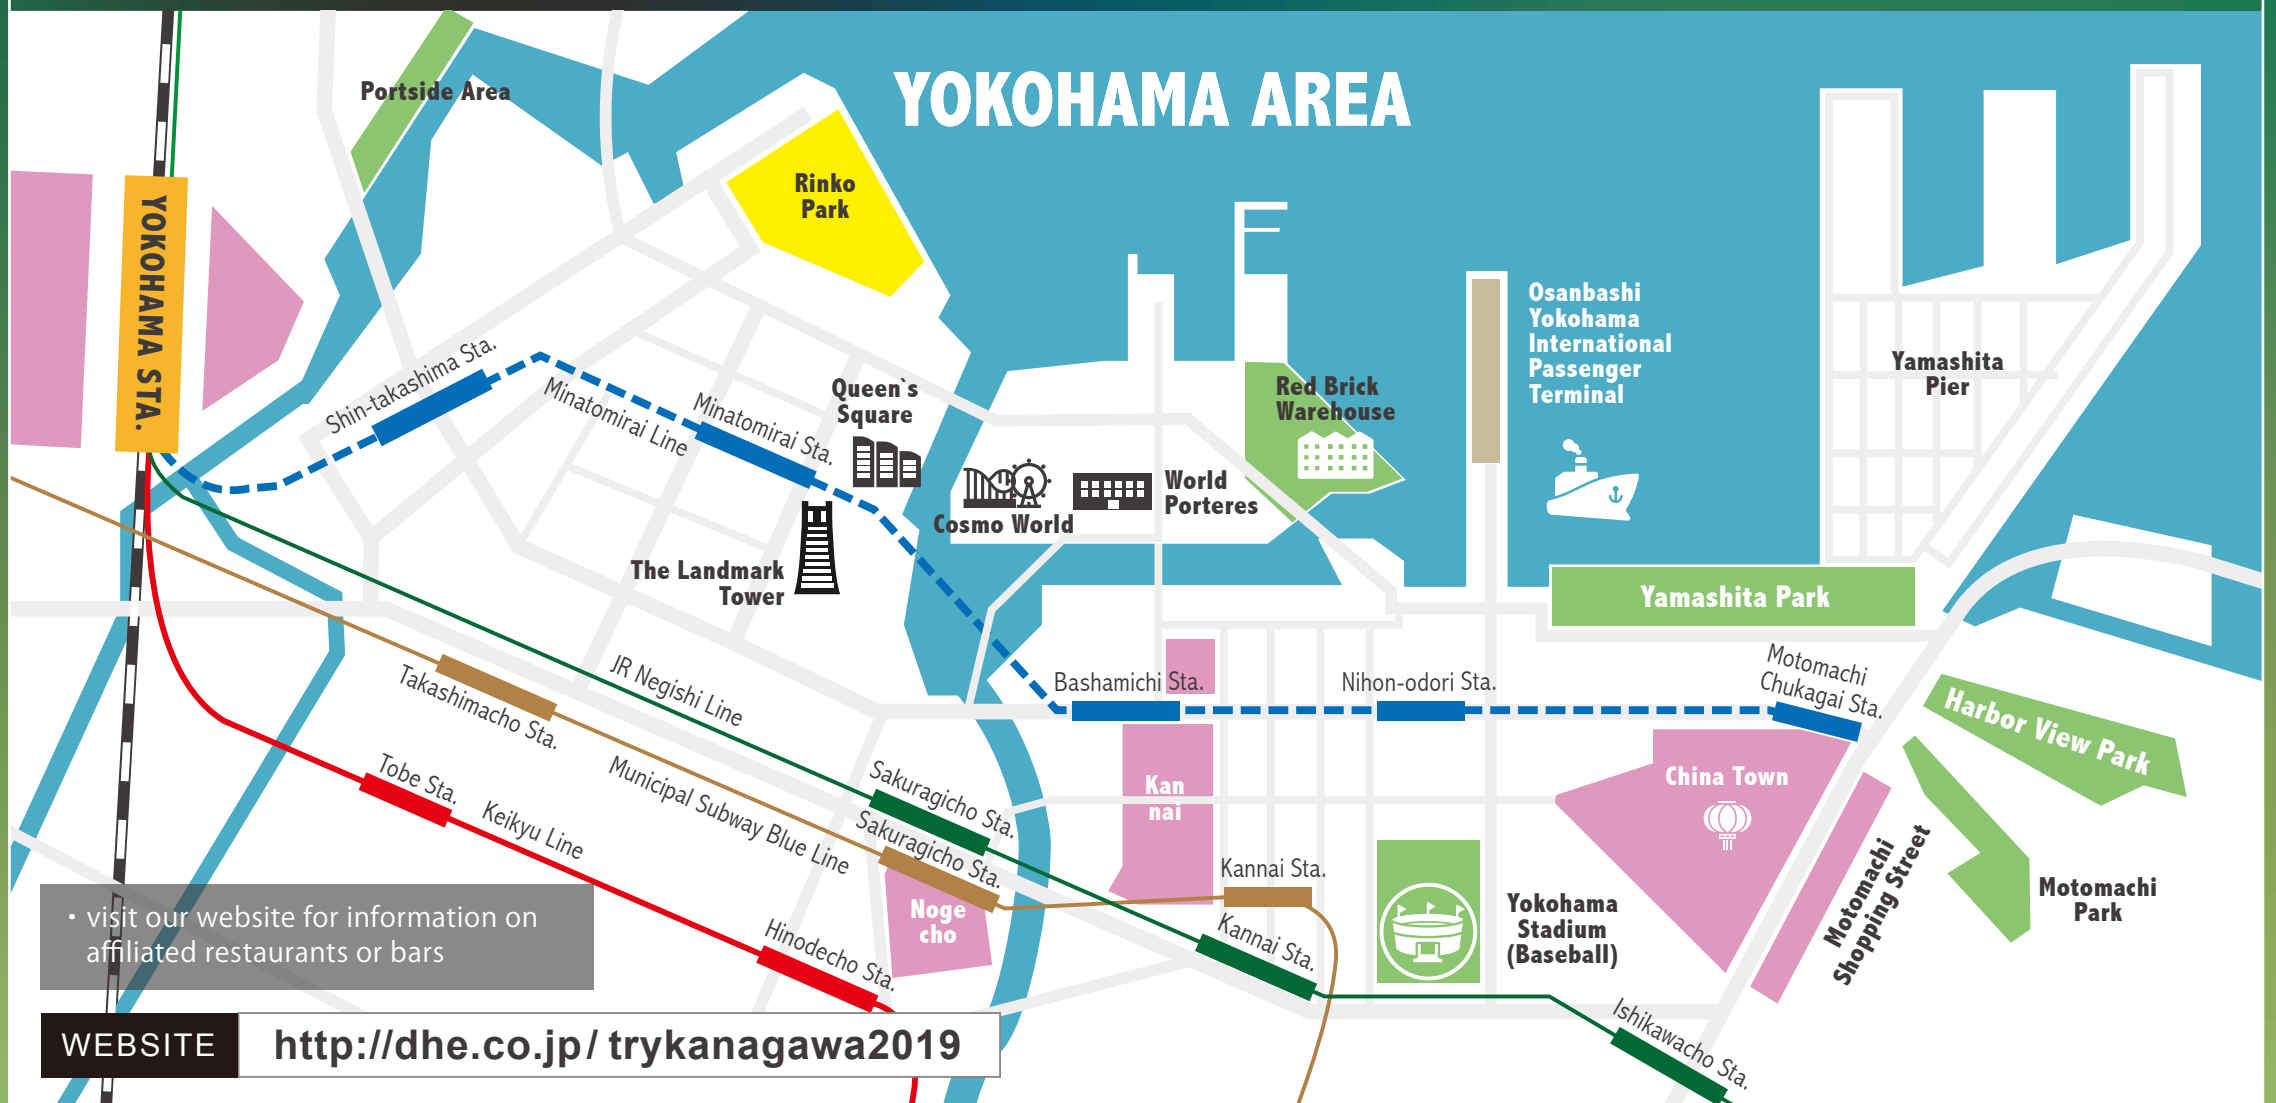 YOKOHAMA AREA
Portside Area
Rinko
Park
YOKOHAMA STA.
Shin-takashima Sta.
Minatomirai Line
Minatomirai Sta.
Queen`s
Square
Cosmo World
World
Porteres
Red Brick
Warehouse
Osanbashi
Yokohama
International
Passenger
Terminal
Yamashita
Pier
The Landmark
Tower
Yamashita Park
Takashimacho Sta.
JR Negishi Line
Bashamichi Sta.
Nihon-odori Sta.
Motomachi
Chukagai Sta.
Harbor View Park
Tobe Sta.
Keikyu Line
Municipal Subway Blue Line
Sakuragicho Sta.
Sakuragicho Sta.
Kan
nai
China Town
Kannai Sta.
Noge
cho
Hinodecho Sta.
Kannai Sta.
Yokohama
Stadium
(Baseball)
Motomachi
Shopping Street
Motomachi
Park
Ishikawacho Sta.
・visit our website for information on
affiliated restaurants or bars
WEBSITE
http://dhe.co.jp/ trykanagawa2019